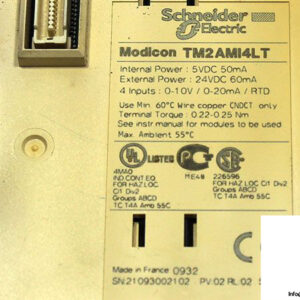 Schneider
Electric
Modicon TM2AMI4LT
Internal Power : 5VDC 50mA
External Power : 24VDC 60mA
4 Inputs : 0-10V / 0-20mA / RTD
Use Min 60°C Wire copper CNDCT only
Terminal Torque : 0.22-0.25 Nm
See instr.manual for modules to be used
Max. Ambient 55°C
UL LISTED
4MA0
IND.CONT.EQ
FOR HAZ LOC
Cl1 Div2
Groups ABCD
TC T4A Amb 55C
ME48
226596
FOR HAZ LOC
Cl1 Div2
Groups ABCD
TC T4A Amb 55C
Made in France 0932
SN:21093002102 PV:02 RL:02